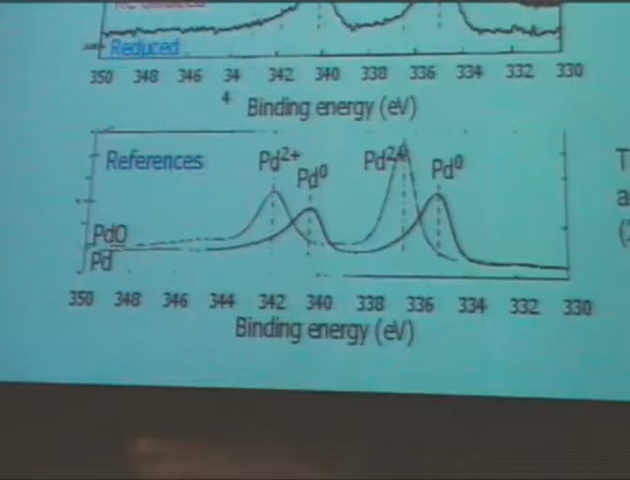 Reduced
350 348 346 34 342 340 338 336 334 332 330
4
Binding energy (eV)
References
Pd2+ Pd0 Pd2+ Pd0
PdO
Pd
350 348 346 344 342 340 338 336 334 332 330
Binding energy (eV)